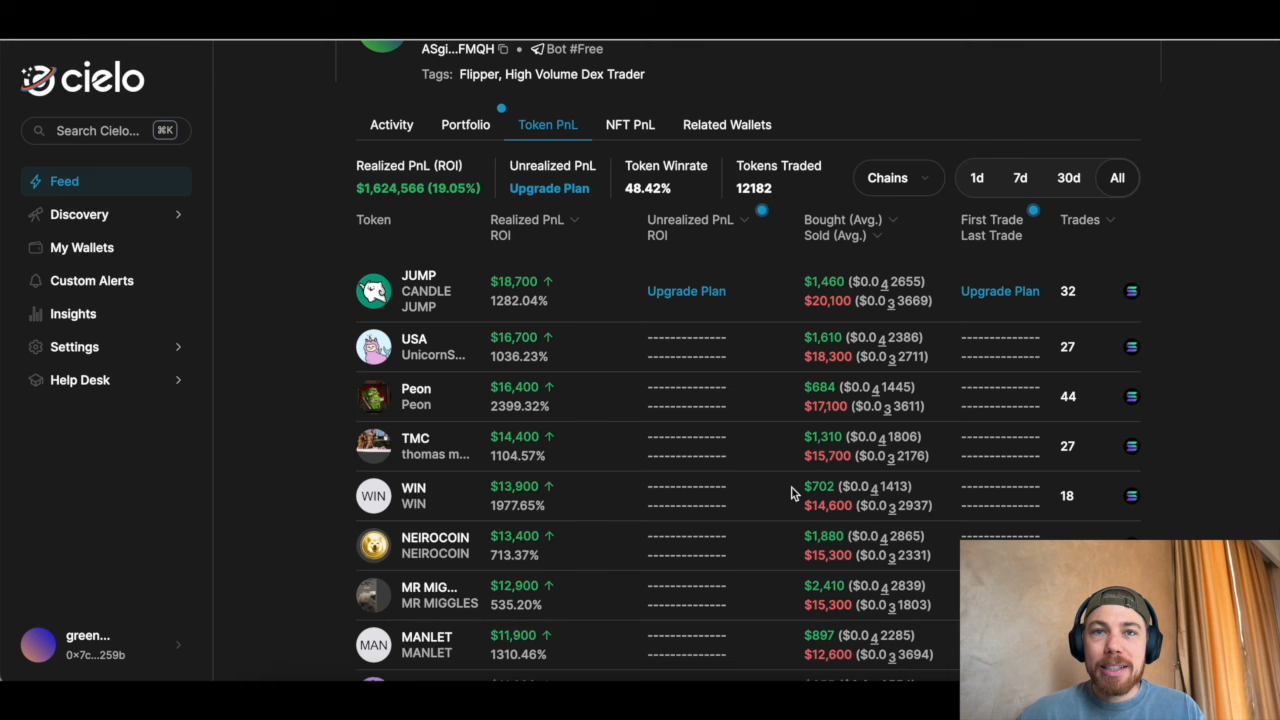 ASgi...FMQH • Bot #Free
Tags: Flipper, High Volume Dex Trader
cielo
Search Cielo... ⌘K
Feed
Discovery
My Wallets
Custom Alerts
Insights
Settings
Help Desk
green...
0x7c...259b
Activity Portfolio Token PnL NFT PnL Related Wallets
Realized PnL (ROI) Unrealized PnL Token Winrate Tokens Traded
$1,624,566 (19.05%) Upgrade Plan 48.42% 12182
Chains 1d 7d 30d All
Token Realized PnL Unrealized PnL Bought (Avg.) First Trade Trades
ROI ROI Sold (Avg.) Last Trade
JUMP
CANDLE
JUMP
$18,700 ↑
1282.04%
Upgrade Plan
$1,460 ($0.0₄2655)
$20,100 ($0.0₃3669)
Upgrade Plan
32
USA
UnicornS...
$16,700 ↑
1036.23%
--------------
--------------
$1,610 ($0.0₄2386)
$18,300 ($0.0₃2711)
--------------
--------------
27
Peon
Peon
$16,400 ↑
2399.32%
--------------
--------------
$684 ($0.0₄1445)
$17,100 ($0.0₃3611)
--------------
--------------
44
TMC
thomas m...
$14,400 ↑
1104.57%
--------------
--------------
$1,310 ($0.0₄1806)
$15,700 ($0.0₃2176)
--------------
--------------
27
WIN
WIN
WIN
$13,900 ↑
1977.65%
--------------
--------------
$702 ($0.0₄1413)
$14,600 ($0.0₃2937)
--------------
--------------
18
NEIROCOIN
NEIROCOIN
$13,400 ↑
713.37%
--------------
--------------
$1,880 ($0.0₄2865)
$15,300 ($0.0₃2331)
MR MIGG...
MR MIGGLES
$12,900 ↑
535.20%
--------------
--------------
$2,410 ($0.0₄2839)
$15,300 ($0.0₃1803)
MAN
MANLET
MANLET
$11,900 ↑
1310.46%
--------------
--------------
$897 ($0.0₄2285)
$12,600 ($0.0₃3694)